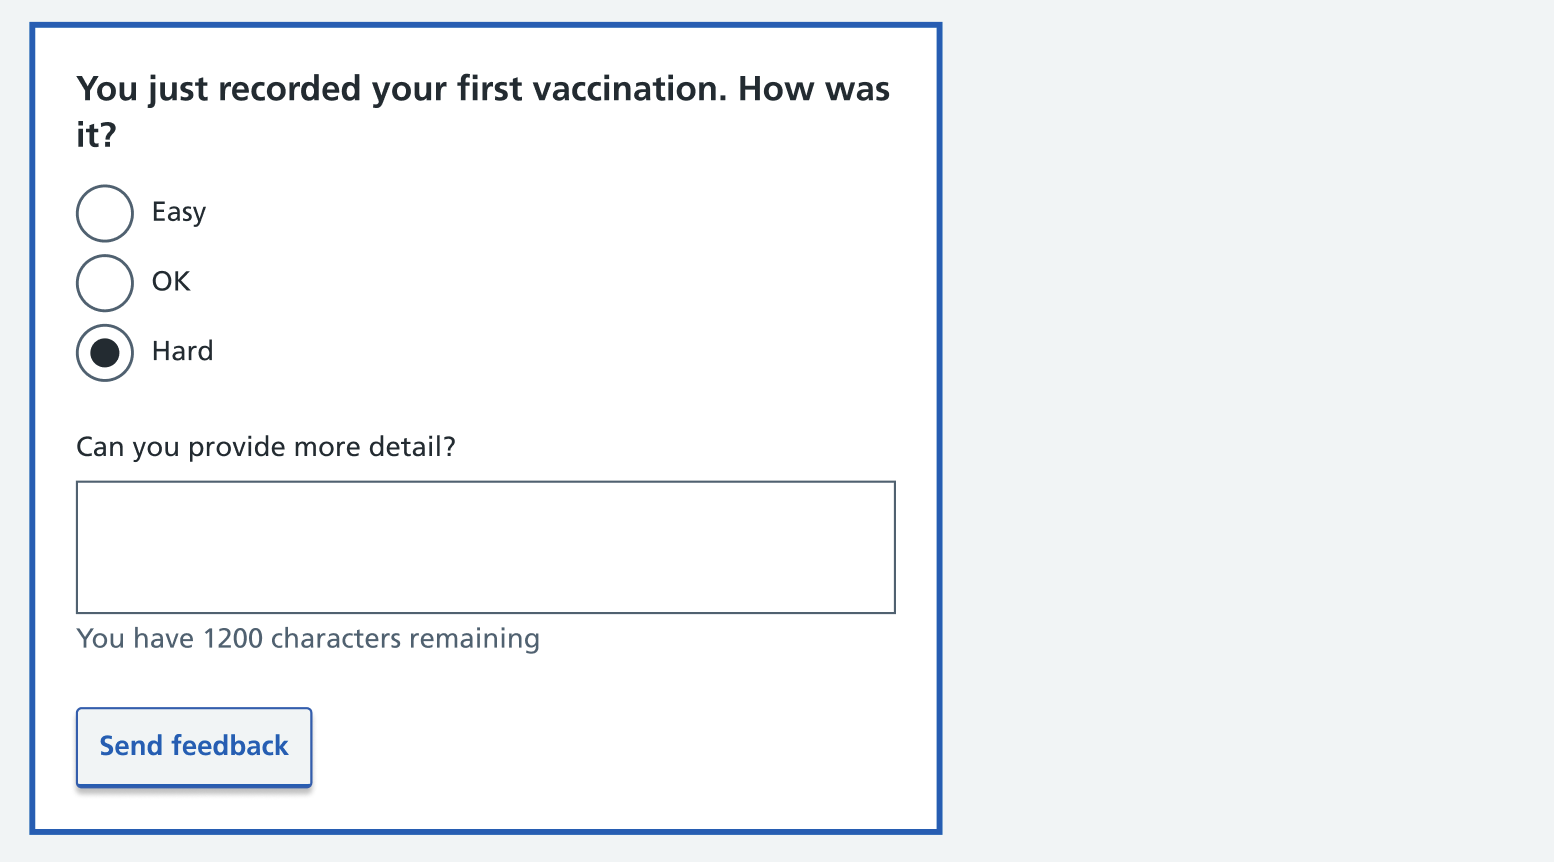 You just recorded your first vaccination. How was
it?
Easy
OK
Hard
Can you provide more detail?
You have 1200 characters remaining
Send feedback